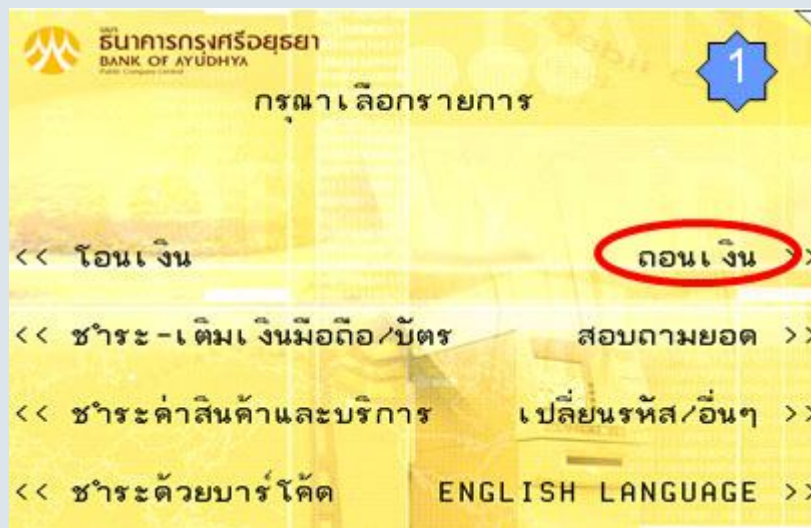 ธนาคารกรุงศรีอยุธยา
BANK OF AYUDHYA
Public Company Limited
1
กรุณาเลือกรายการ
<< โอนเงิน
ถอนเงิน >>
<< ชำระ-เติมเงินมือถือ/บัตร
สอบถามยอด >>
<< ชำระค่าสินค้าและบริการ
เปลี่ยนรหัส/อื่นๆ >>
<< ชำระด้วยบาร์โค้ด
ENGLISH LANGUAGE >>